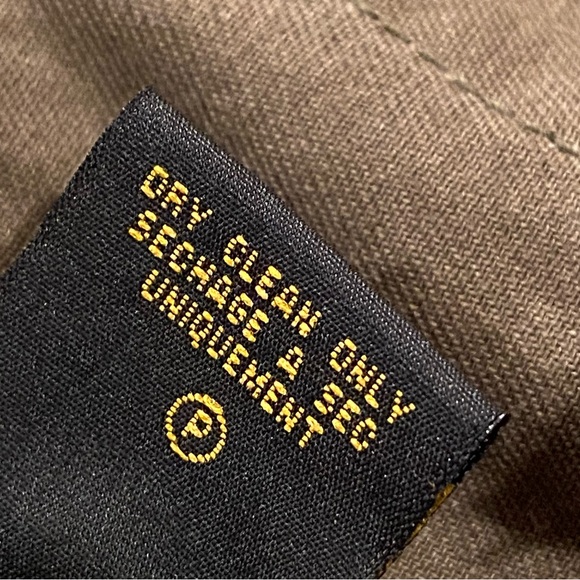 DRY CLEAN ONLY
SECHAGE A SEC
UNIQUEMENT
P